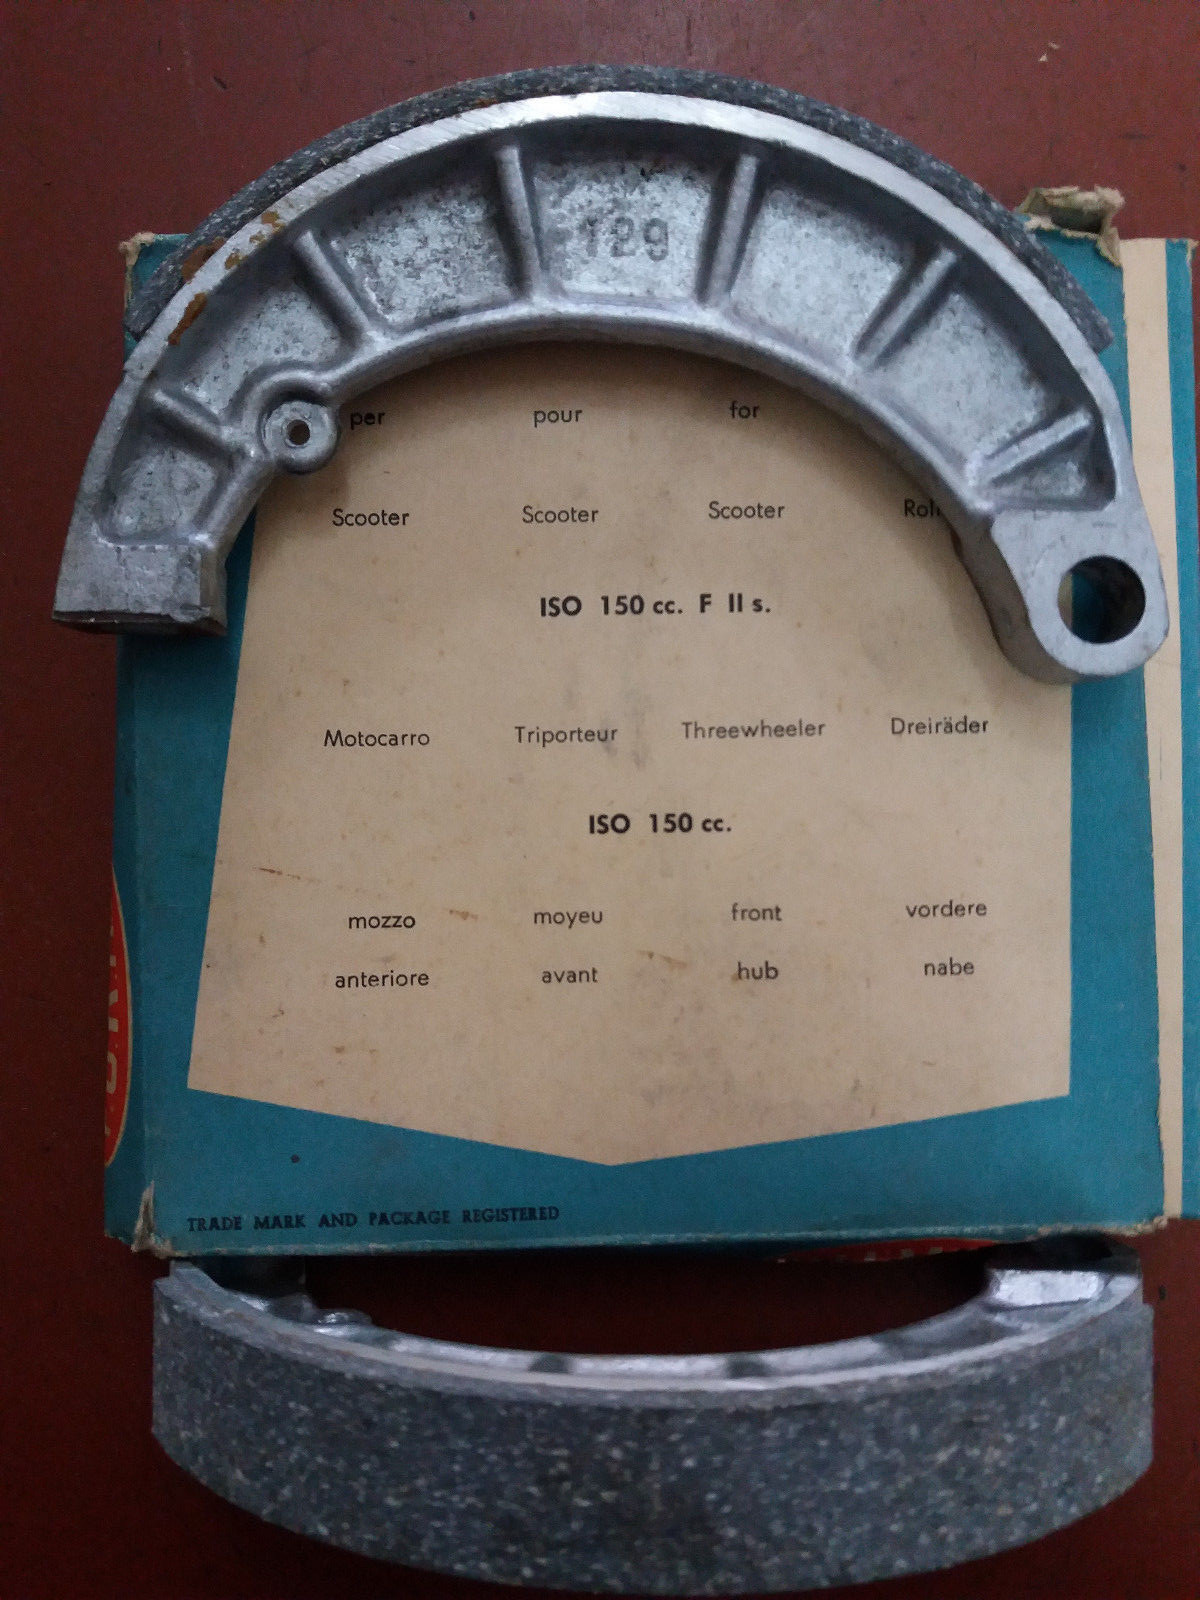 129
per pour for
Scooter Scooter Scooter
ISO 150 cc. F II s.
Motocarro Triporteur Threewheeler Dreiräder
ISO 150 cc.
mozzo moyeu front vordere
anteriore avant hub nabe
TRADE MARK AND PACKAGE REGISTERED